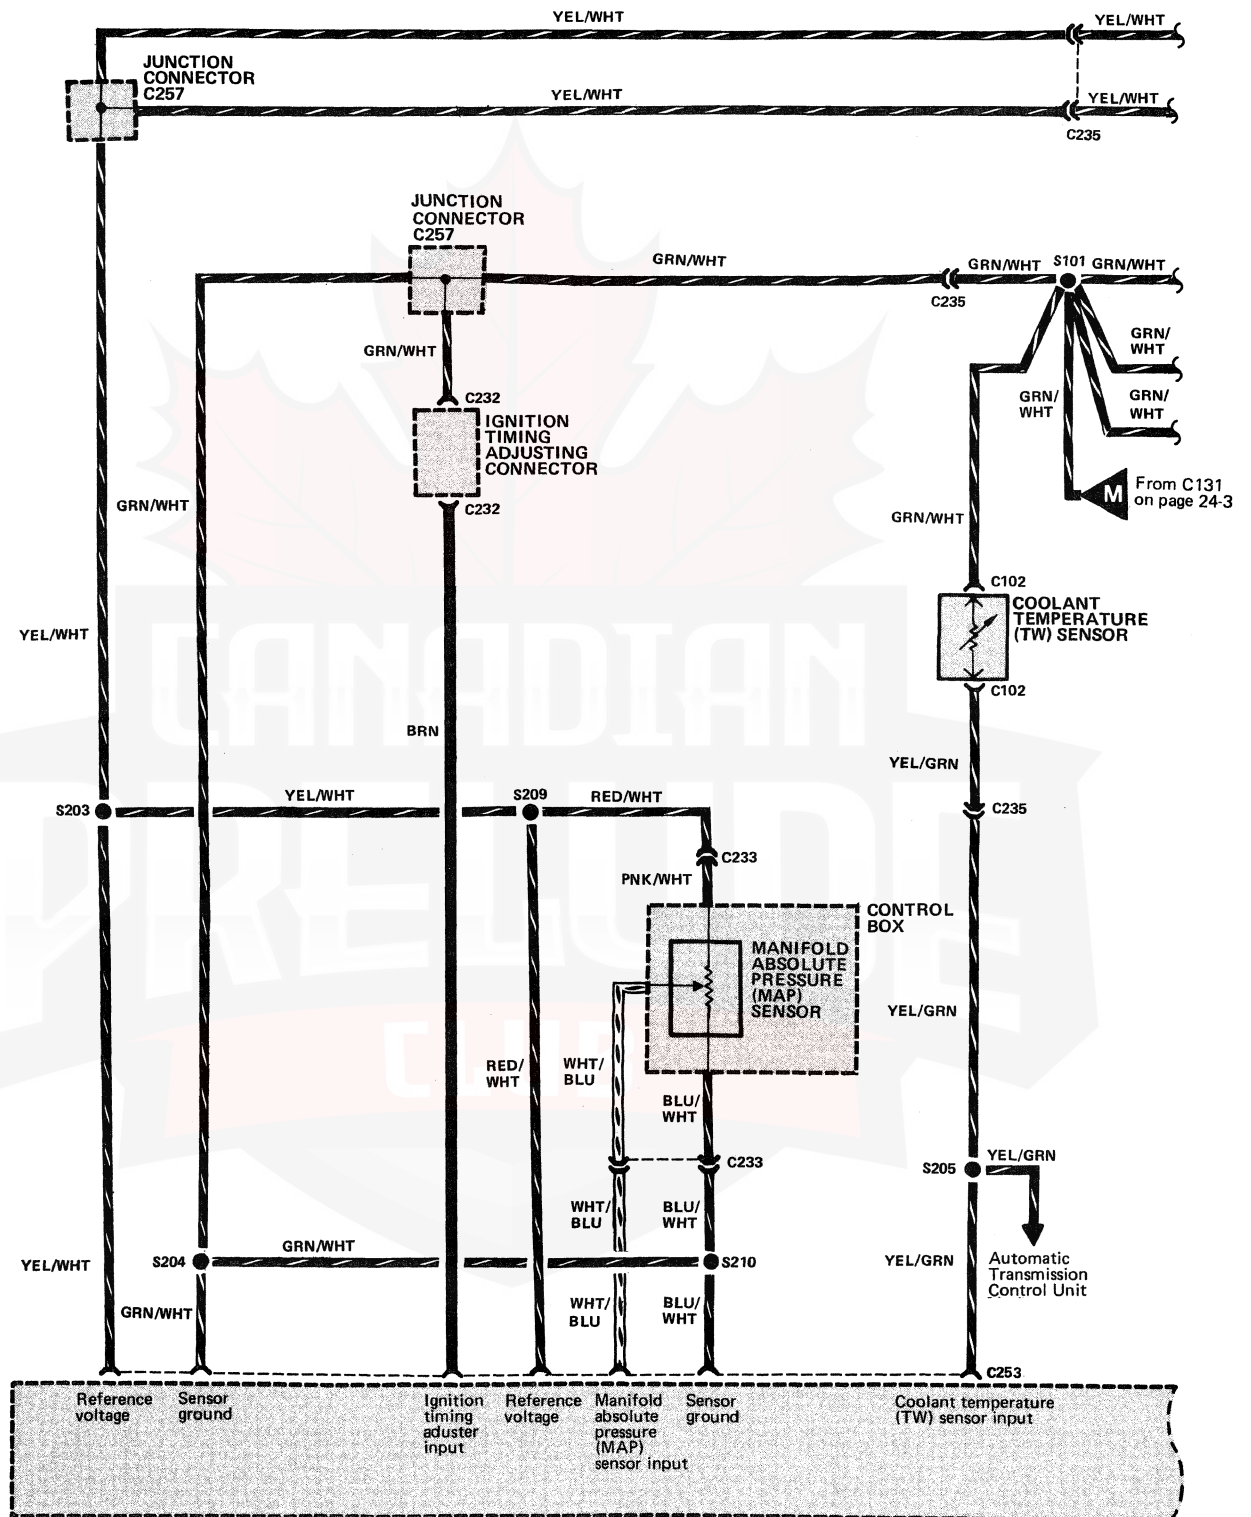 YEL/WHT
YEL/WHT
JUNCTION
CONNECTOR
C257
YEL/WHT
YEL/WHT
C235
JUNCTION
CONNECTOR
C257
GRN/WHT
GRN/WHT
S101
GRN/WHT
C235
GRN/WHT
GRN/
WHT
C232
GRN/
WHT
GRN/
WHT
IGNITION
TIMING
ADJUSTING
CONNECTOR
M
From C131
on page 24-3
GRN/WHT
C232
GRN/WHT
C102
COOLANT
TEMPERATURE
(TW) SENSOR
YEL/WHT
CANADIAN
C102
BRN
YEL/GRN
S203
YEL/WHT
S209
RED/WHT
C235
C233
PNK/WHT
PRELUDE
CONTROL
BOX
MANIFOLD
ABSOLUTE
PRESSURE
(MAP)
SENSOR
YEL/GRN
CLUB
RED/
WHT
WHT/
BLU
BLU/
WHT
C233
S205
YEL/GRN
WHT/
BLU
BLU/
WHT
YEL/WHT
S204
GRN/WHT
S210
YEL/GRN
Automatic
Transmission
Control Unit
GRN/WHT
WHT/
BLU
BLU/
WHT
C253
Reference
voltage
Sensor
ground
Ignition
timing
aduster
input
Reference
voltage
Manifold
absolute
pressure
(MAP)
sensor input
Sensor
ground
Coolant temperature
(TW) sensor input